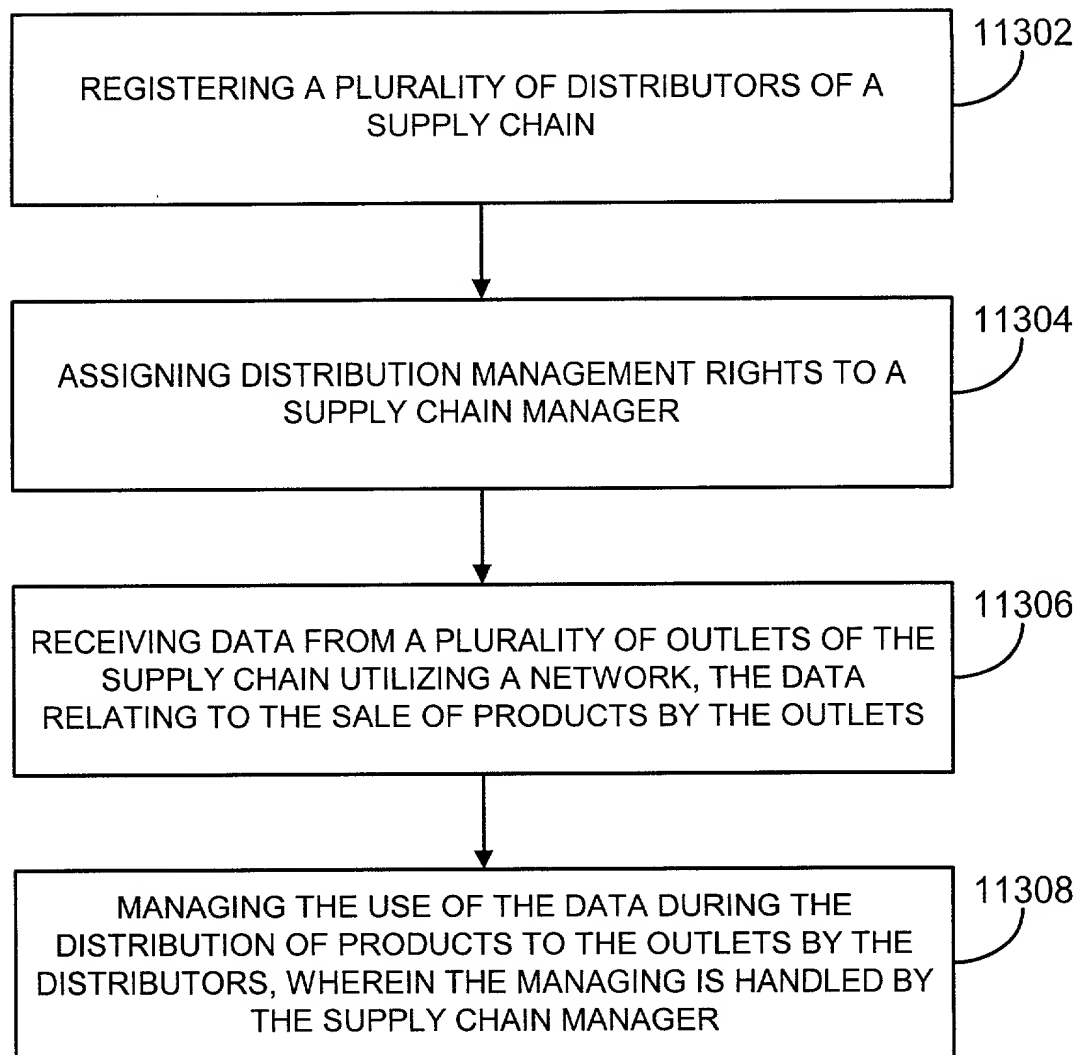 11302
REGISTERING A PLURALITY OF DISTRIBUTORS OF A
SUPPLY CHAIN
11304
ASSIGNING DISTRIBUTION MANAGEMENT RIGHTS TO A
SUPPLY CHAIN MANAGER
11306
RECEIVING DATA FROM A PLURALITY OF OUTLETS OF THE
SUPPLY CHAIN UTILIZING A NETWORK, THE DATA
RELATING TO THE SALE OF PRODUCTS BY THE OUTLETS
11308
MANAGING THE USE OF THE DATA DURING THE
DISTRIBUTION OF PRODUCTS TO THE OUTLETS BY THE
DISTRIBUTORS, WHEREIN THE MANAGING IS HANDLED BY
THE SUPPLY CHAIN MANAGER